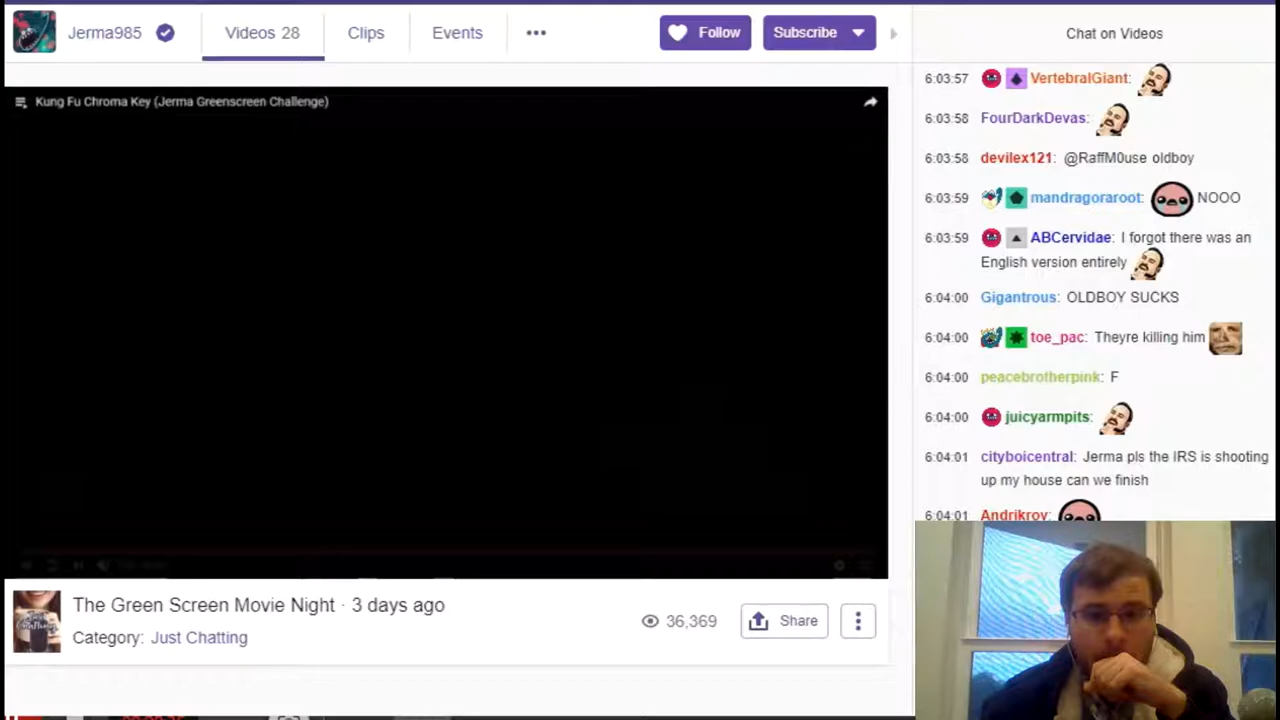 Jerma985
Videos 28
Clips
Events
Follow
Subscribe
Kung Fu Chroma Key (Jerma Greenscreen Challenge)
The Green Screen Movie Night · 3 days ago
Category: Just Chatting
36,369
Share
Chat on Videos
6:03:57 VertebralGiant:
6:03:58 FourDarkDevas:
6:03:58 devilex121: @RaffM0use oldboy
6:03:59 mandragoraroot: NOOO
6:03:59 ABCervidae: I forgot there was an
English version entirely
6:04:00 Gigantrous: OLDBOY SUCKS
6:04:00 toe_pac: Theyre killing him
6:04:00 peacebrotherpink: F
6:04:00 juicyarmpits:
6:04:01 cityboicentral: Jerma pls the IRS is shooting
up my house can we finish
6:04:01 Andrikrov: